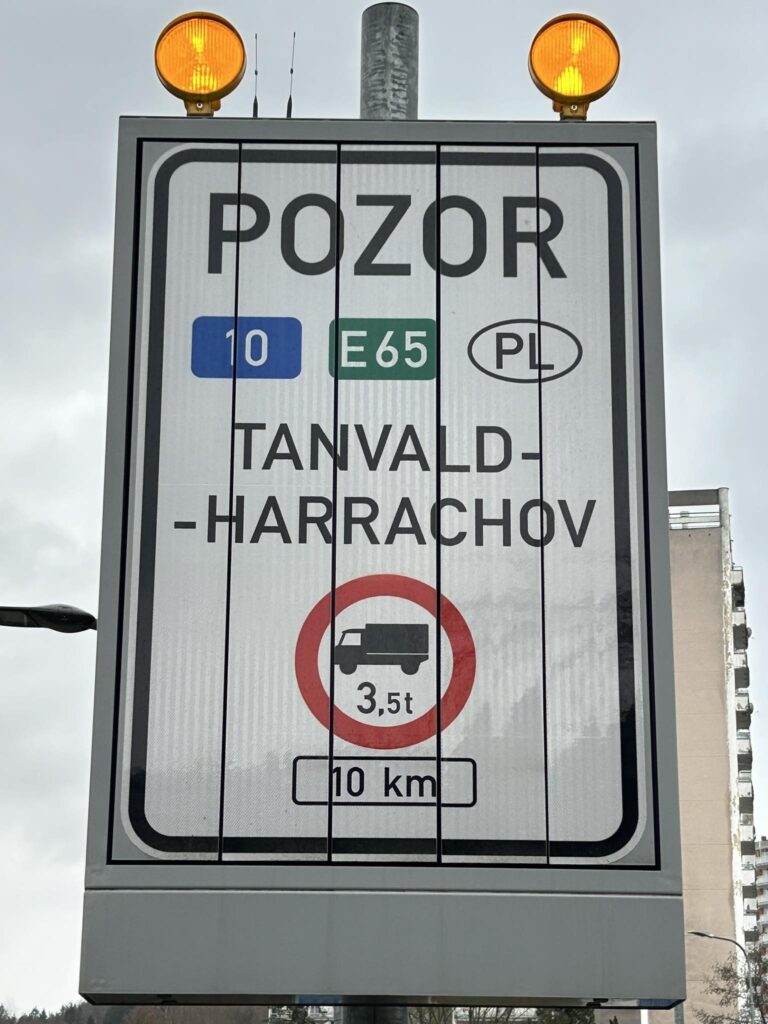 POZOR
10 E65 PL
TANVALD-
-HARRACHOV
3,5t
10 km